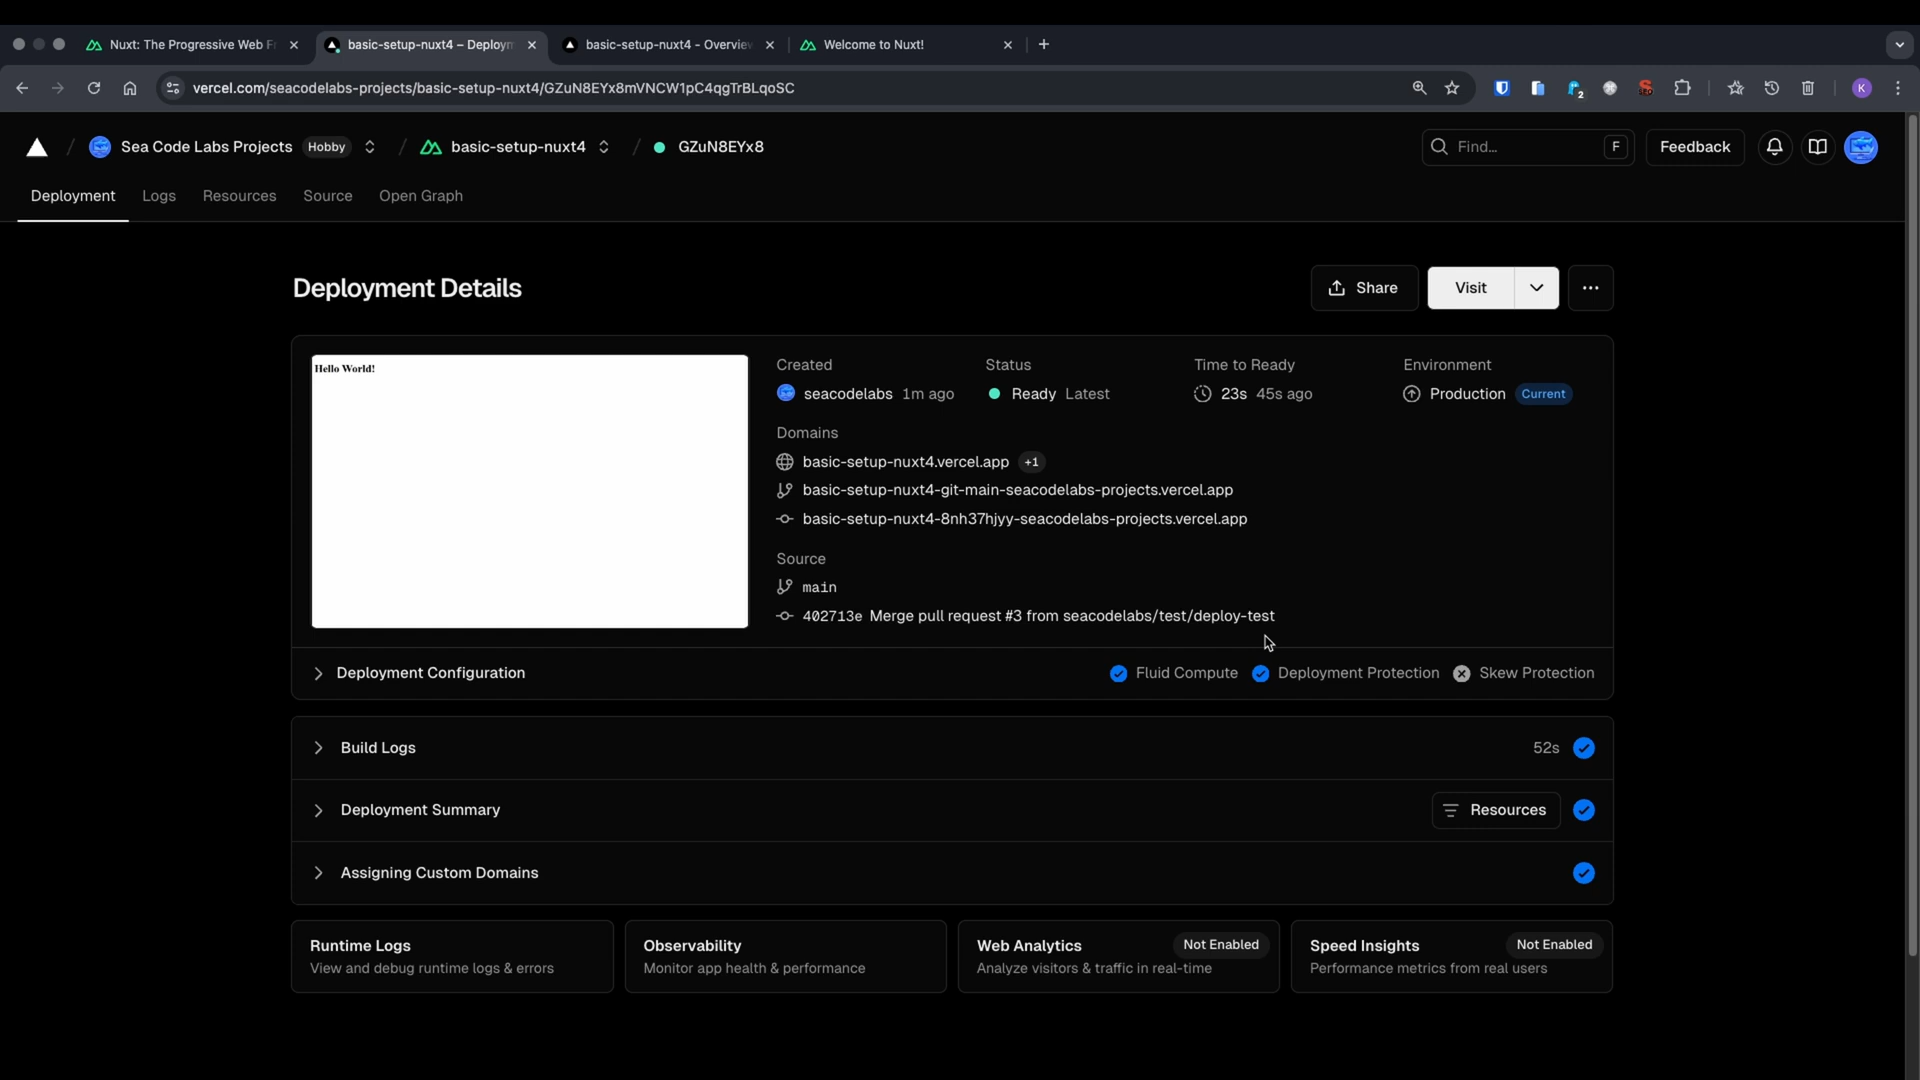 Nuxt: The Progressive Web F
basic-setup-nuxt4 – Deploym
basic-setup-nuxt4 - Overview
Welcome to Nuxt!
vercel.com/seacodelabs-projects/basic-setup-nuxt4/GZuN8EYx8mVNCW1pC4qgTrBLqoSC
2
SEO
K
Sea Code Labs Projects Hobby / basic-setup-nuxt4 / GZuN8EYx8
Find... F
Feedback
Deployment Logs Resources Source Open Graph
Deployment Details
Share
Visit
Hello World!
Created Status Time to Ready Environment
seacodelabs 1m ago Ready Latest 23s 45s ago Production Current
Domains
basic-setup-nuxt4.vercel.app +1
basic-setup-nuxt4-git-main-seacodelabs-projects.vercel.app
basic-setup-nuxt4-8nh37hjyy-seacodelabs-projects.vercel.app
Source
main
402713e Merge pull request #3 from seacodelabs/test/deploy-test
Deployment Configuration Fluid Compute Deployment Protection Skew Protection
Build Logs 52s
Deployment Summary Resources
Assigning Custom Domains
Runtime Logs
View and debug runtime logs & errors
Observability
Monitor app health & performance
Web Analytics Not Enabled
Analyze visitors & traffic in real-time
Speed Insights Not Enabled
Performance metrics from real users